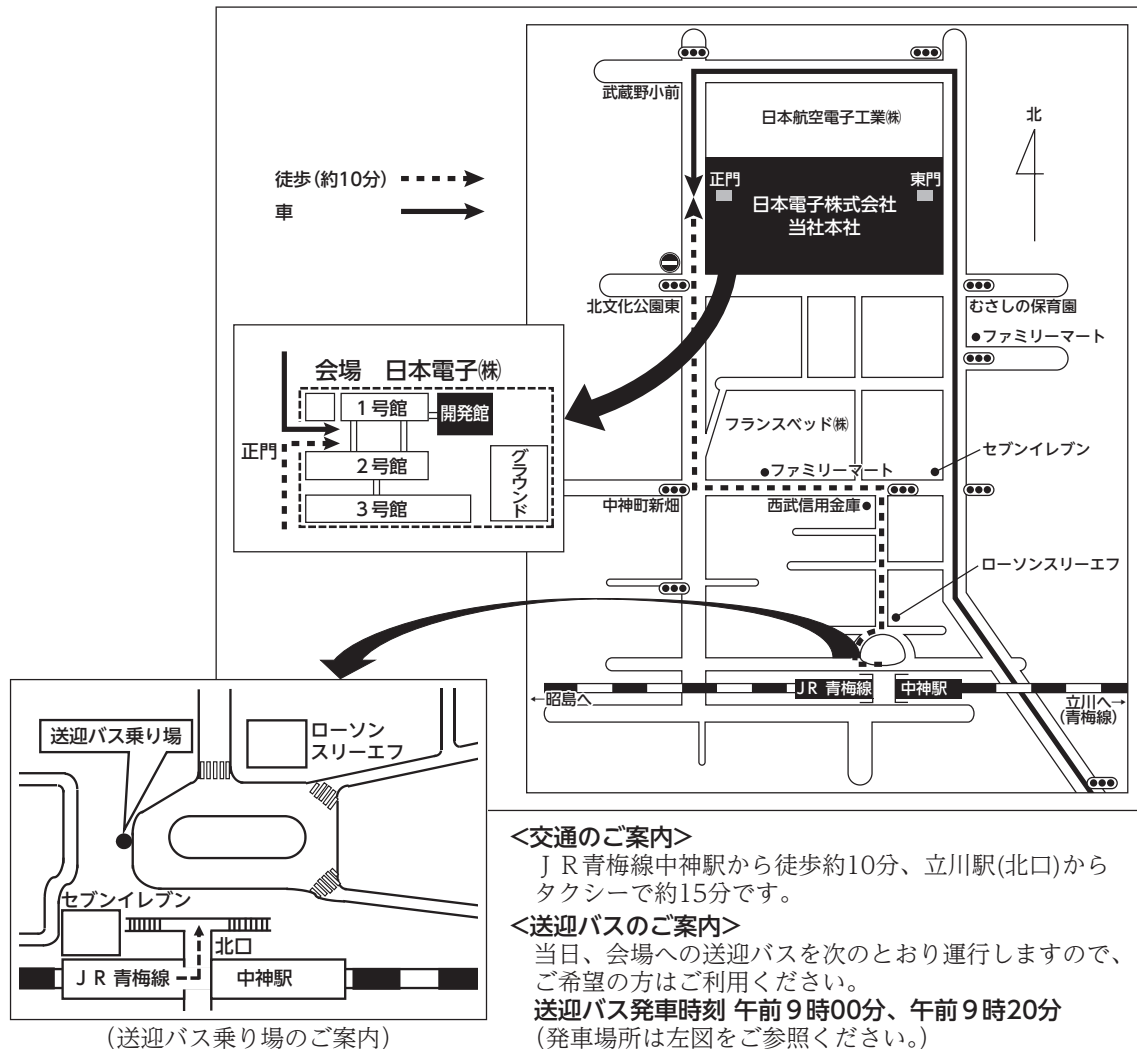 武蔵野小前
日本航空電子工業㈱
北
徒歩(約10分)
車
正門
東門
日本電子株式会社
当社本社
北文化公園東
むさしの保育園
ファミリーマート
会場 日本電子㈱
1号館
開発館
正門
2号館
3号館
グラウンド
フランスベッド㈱
セブンイレブン
ファミリーマート
中神町新畑
西武信用金庫
ローソンスリーエフ
JR 青梅線
中神駅
←昭島へ
立川へ→
(青梅線)
送迎バス乗り場
ローソン
スリーエフ
セブンイレブン
北口
JR 青梅線
中神駅
(送迎バス乗り場のご案内)
<交通のご案内>
JR青梅線中神駅から徒歩約10分、立川駅(北口)から
タクシーで約15分です。
<送迎バスのご案内>
当日、会場への送迎バスを次のとおり運行しますので、
ご希望の方はご利用ください。
送迎バス発車時刻 午前9時00分、午前9時20分
(発車場所は左図をご参照ください。)